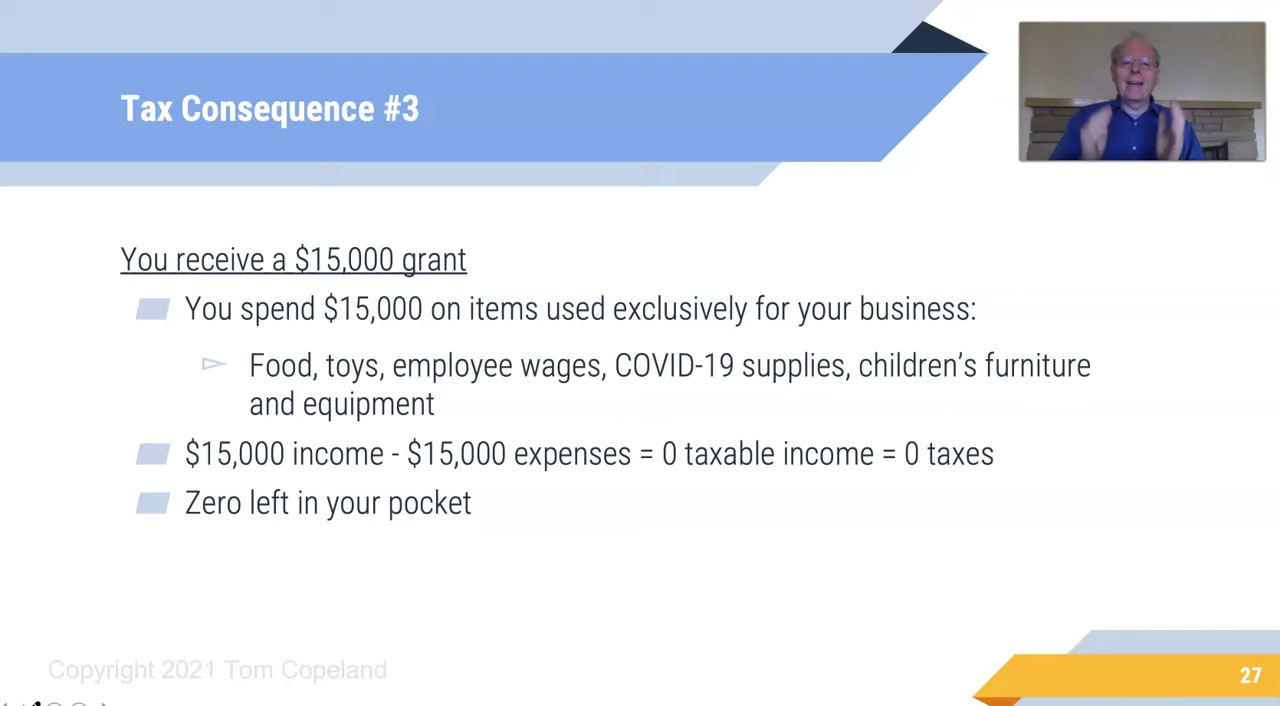 Tax Consequence #3
You receive a $15,000 grant
You spend $15,000 on items used exclusively for your business:
Food, toys, employee wages, COVID-19 supplies, children’s furniture
and equipment
$15,000 income - $15,000 expenses = 0 taxable income = 0 taxes
Zero left in your pocket
Copyright 2021 Tom Copeland
27